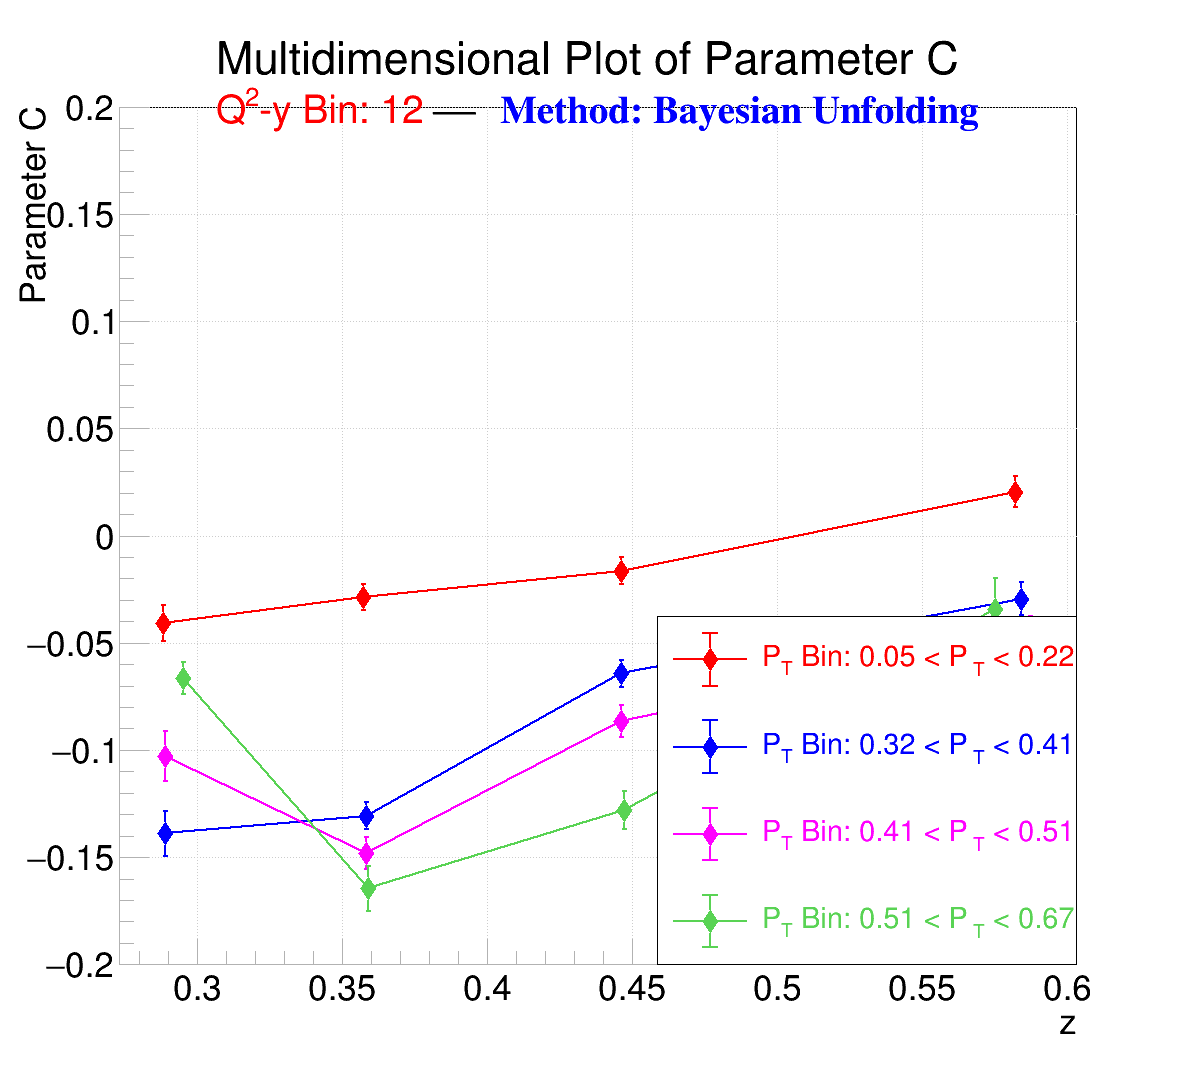 Multidimensional Plot of Parameter C
Q²-y Bin: 12 — Method: Bayesian Unfolding
Parameter C
0.2
0.15
0.1
0.05
0
−0.05
−0.1
−0.15
−0.2
P_T Bin: 0.05 < P_T < 0.22
P_T Bin: 0.32 < P_T < 0.41
P_T Bin: 0.41 < P_T < 0.51
P_T Bin: 0.51 < P_T < 0.67
0.3 0.35 0.4 0.45 0.5 0.55 0.6
z